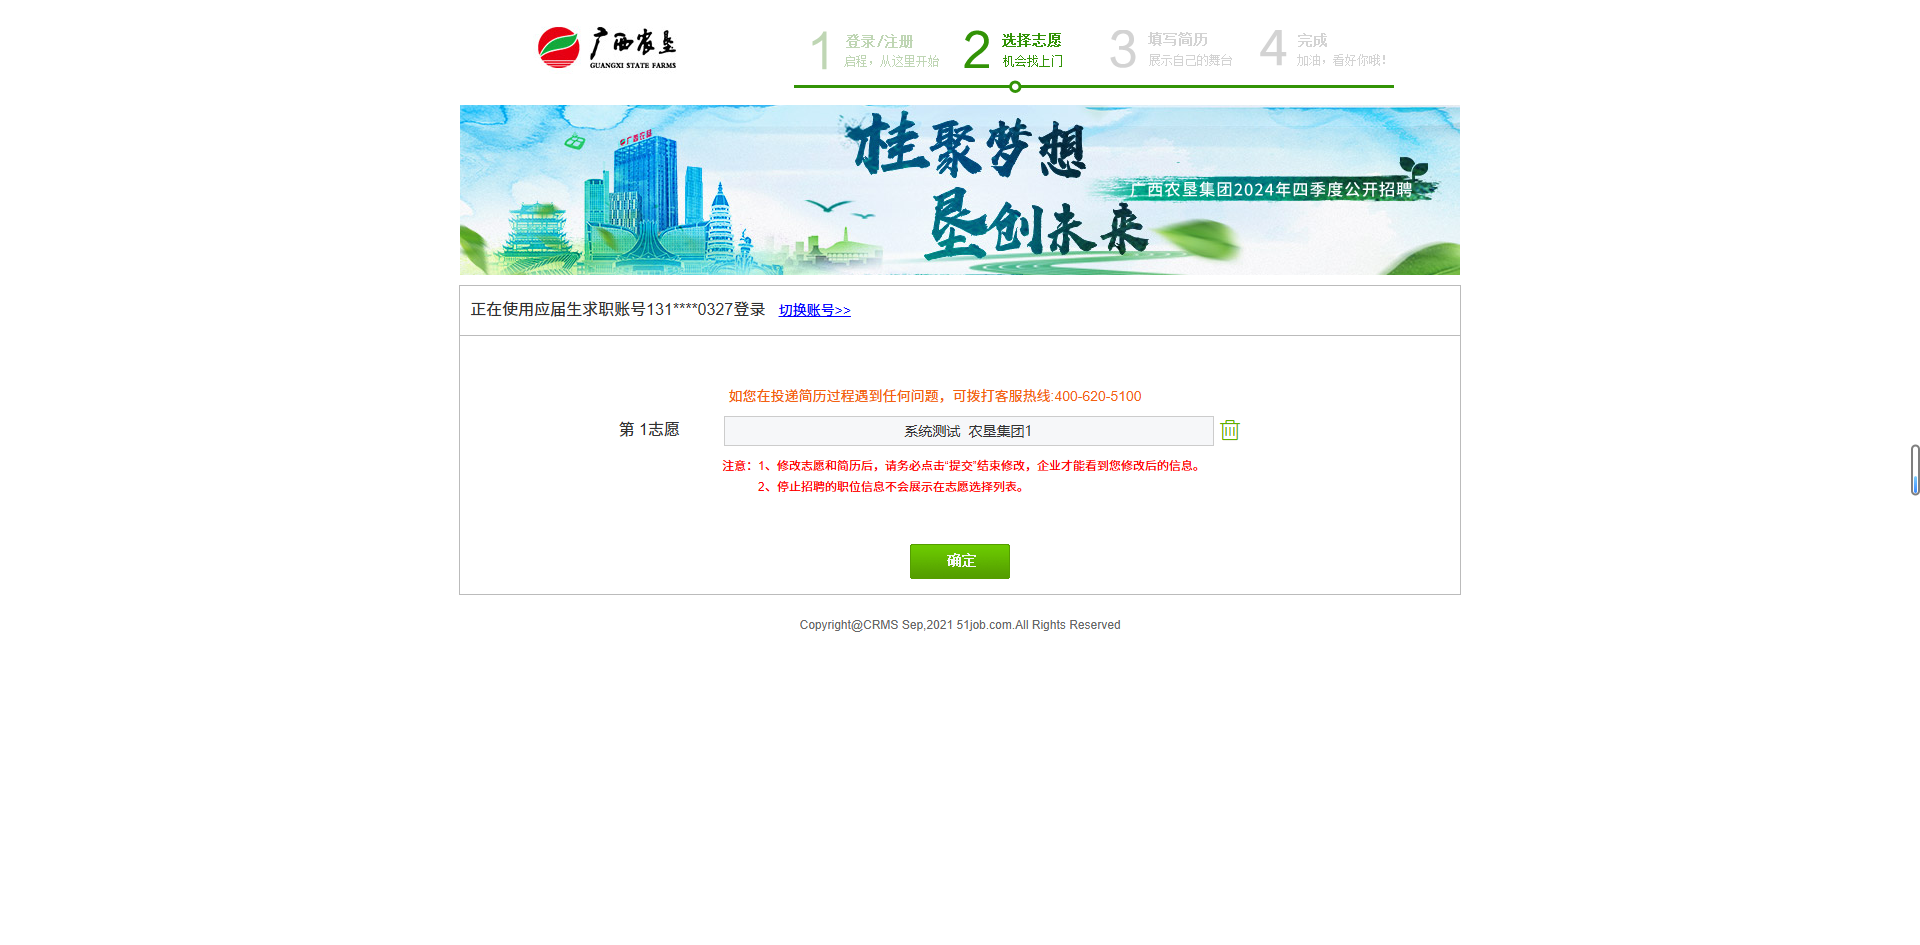 广西农垦
GUANGXI STATE FARMS
1 登录/注册
启程，从这里开始
2 选择志愿
机会找上门
3 填写简历
展示自己的舞台
4 完成
加油，看好你哦！
广西农垦
桂聚梦想
垦创未来
广西农垦集团2024年四季度公开招聘
正在使用应届生求职账号131****0327登录 切换账号>>
如您在投递简历过程遇到任何问题，可拨打客服热线:400-620-5100
第 1志愿 系统测试 农垦集团1
注意：1、修改志愿和简历后，请务必点击“提交”结束修改，企业才能看到您修改后的信息。
2、停止招聘的职位信息不会展示在志愿选择列表。
确定
Copyright@CRMS Sep,2021 51job.com.All Rights Reserved